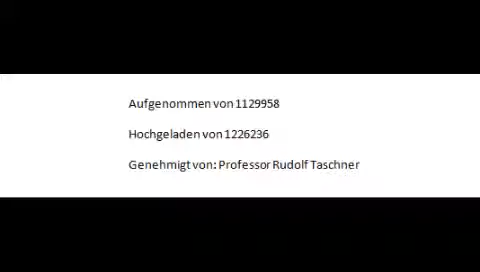 Aufgenommen von 1129958
Hochgeladen von 1226236
Genehmigt von: Professor Rudolf Taschner